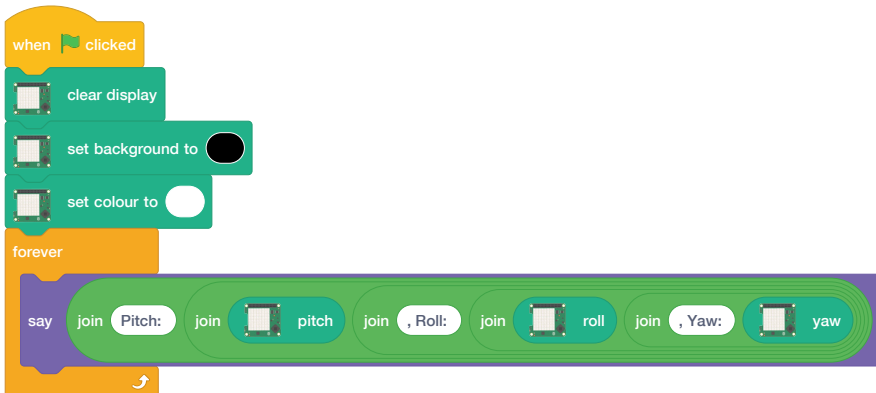 when clicked
clear display
set background to
set colour to
forever
say join Pitch: join pitch join , Roll: join roll join , Yaw: yaw